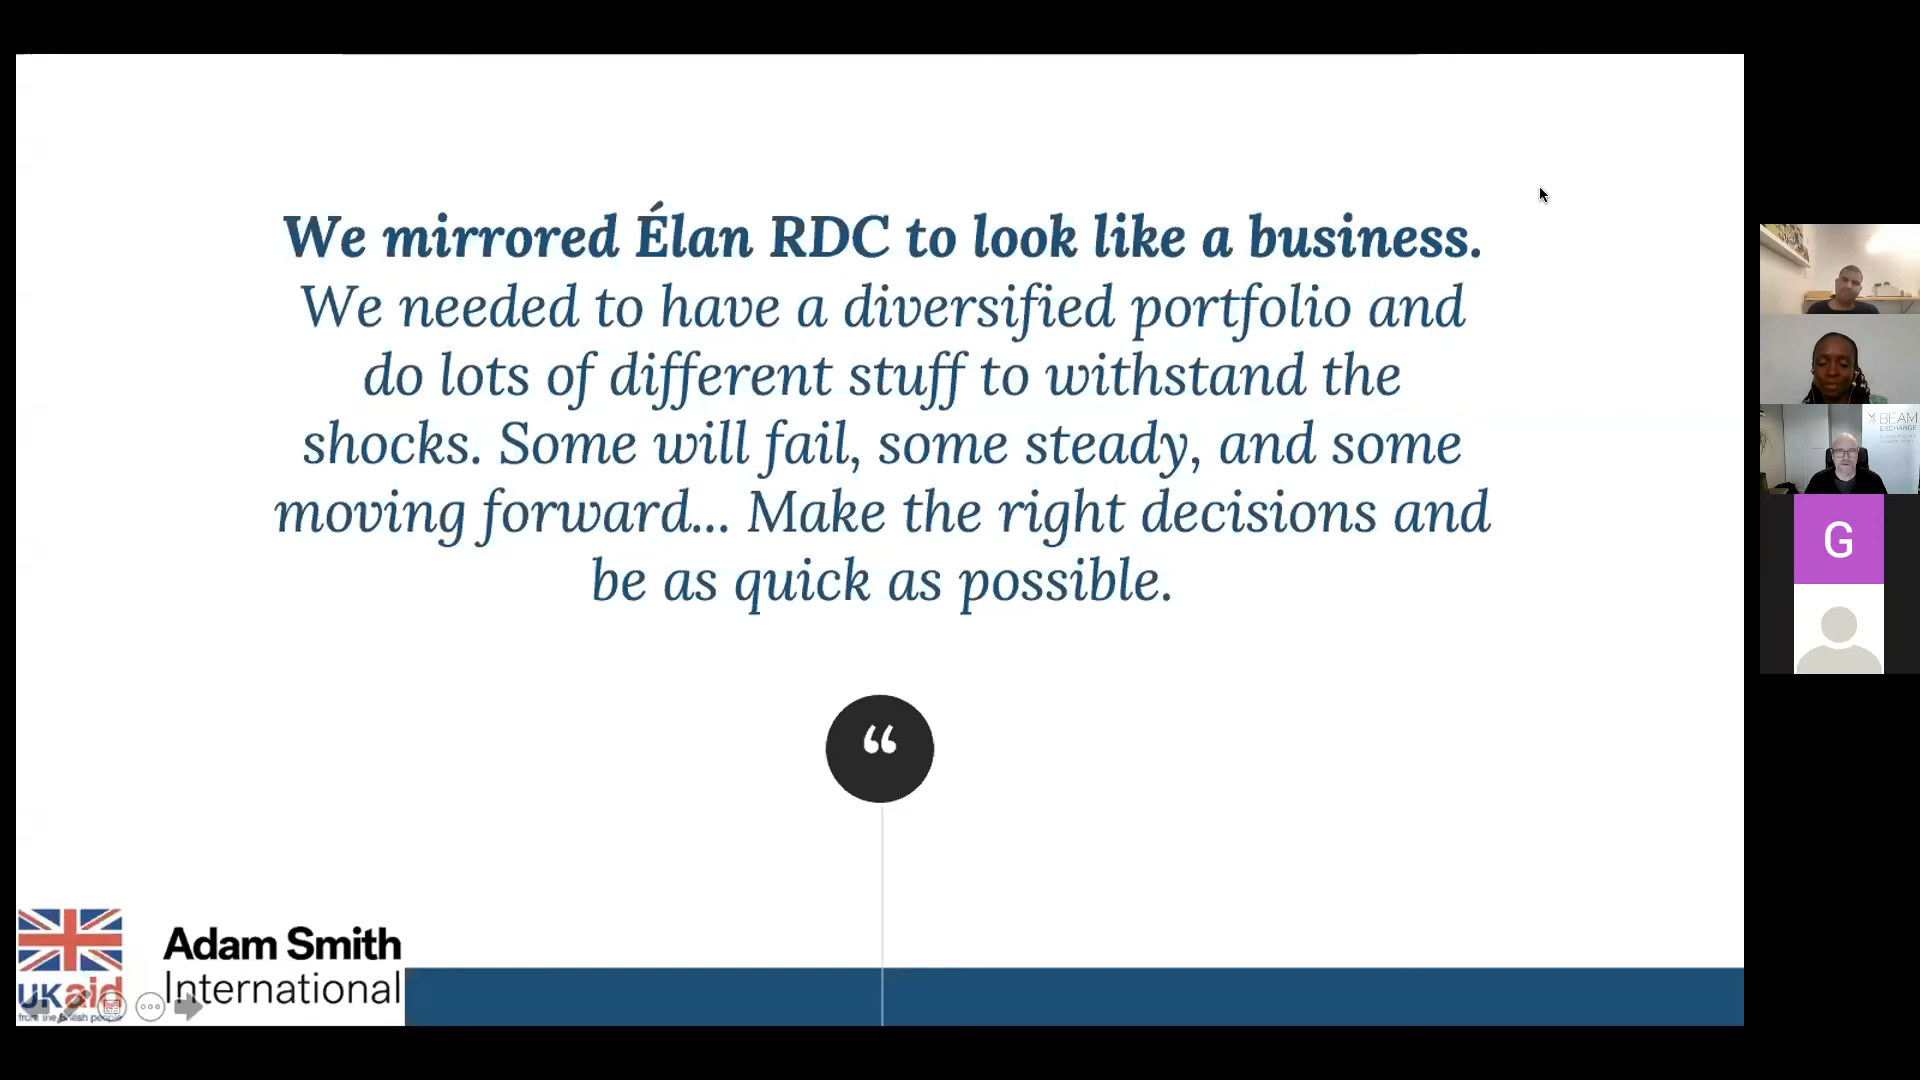 We mirrored Élan RDC to look like a business.
We needed to have a diversified portfolio and
do lots of different stuff to withstand the
shocks. Some will fail, some steady, and some
moving forward... Make the right decisions and
be as quick as possible.
“
Adam Smith
International
UKaid
from the British people
BEAM
EXCHANGE
G